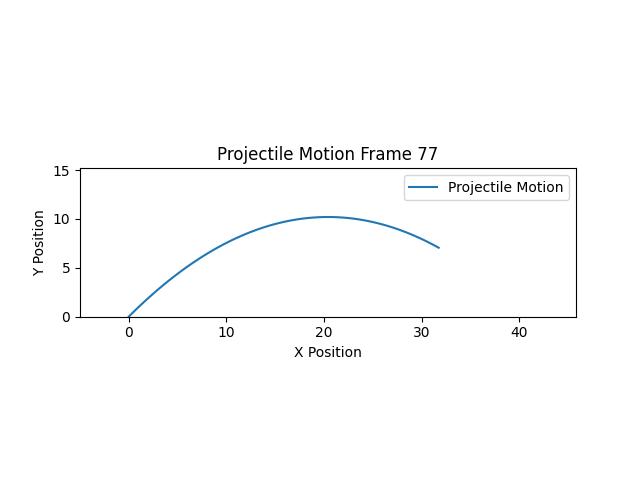 Projectile Motion Frame 77
Projectile Motion
15
10
5
0
Y Position
0 10 20 30 40
X Position